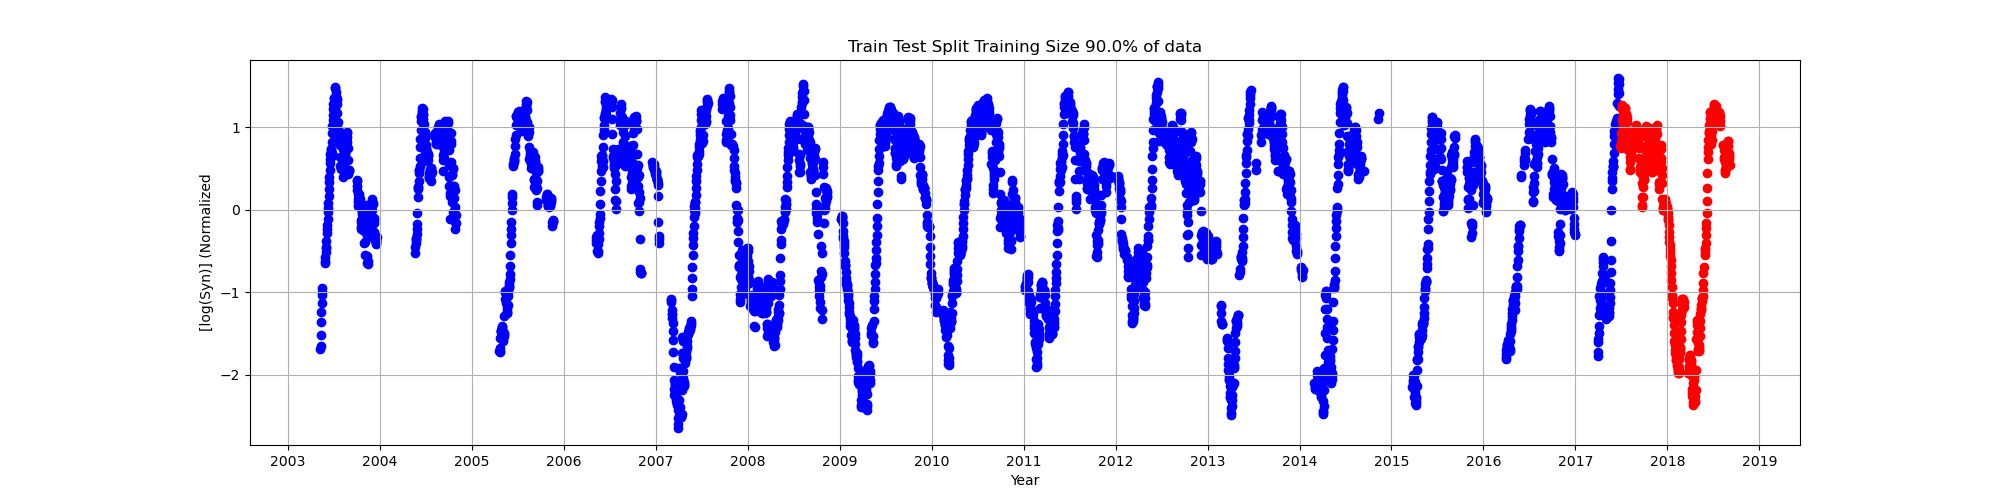 Train Test Split Training Size 90.0% of data
[log(Syn)] (Normalized
1
0
−1
−2
2003 2004 2005 2006 2007 2008 2009 2010 2011 2012 2013 2014 2015 2016 2017 2018 2019
Year